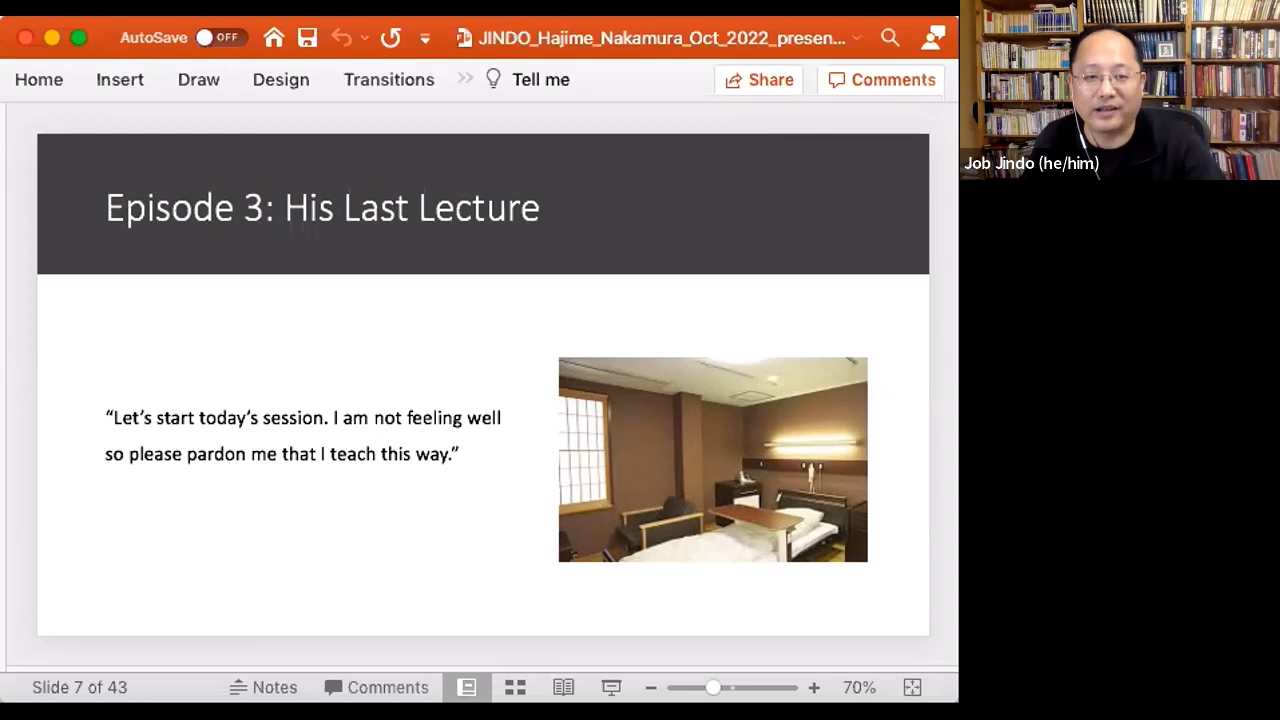 AutoSave OFF
JINDO_Hajime_Nakamura_Oct_2022_presen...
Home Insert Draw Design Transitions Tell me Share Comments
Job Jindo (he/him)
Episode 3: His Last Lecture
“Let’s start today’s session. I am not feeling well
so please pardon me that I teach this way.”
Slide 7 of 43 Notes Comments 70%